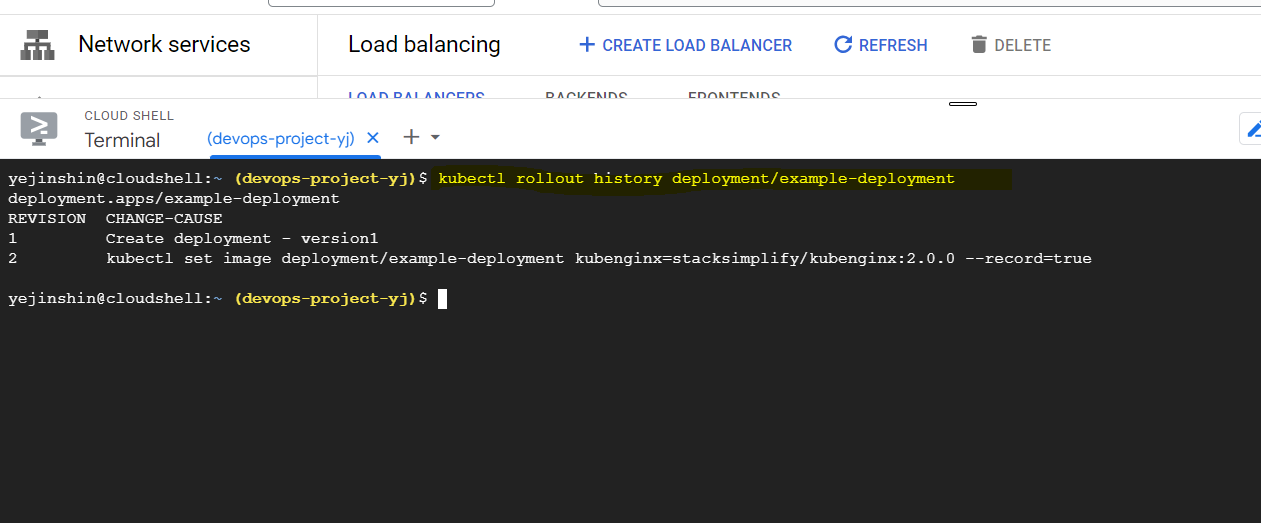 Network services
Load balancing
CREATE LOAD BALANCER
REFRESH
DELETE
LOAD BALANCERS
BACKENDS
FRONTENDS
CLOUD SHELL
Terminal
(devops-project-yj)
yejinshin@cloudshell:~ (devops-project-yj)$ kubectl rollout history deployment/example-deployment
deployment.apps/example-deployment
REVISION  CHANGE-CAUSE
1         Create deployment - version1
2         kubectl set image deployment/example-deployment kubenginx=stacksimplify/kubenginx:2.0.0 --record=true
yejinshin@cloudshell:~ (devops-project-yj)$